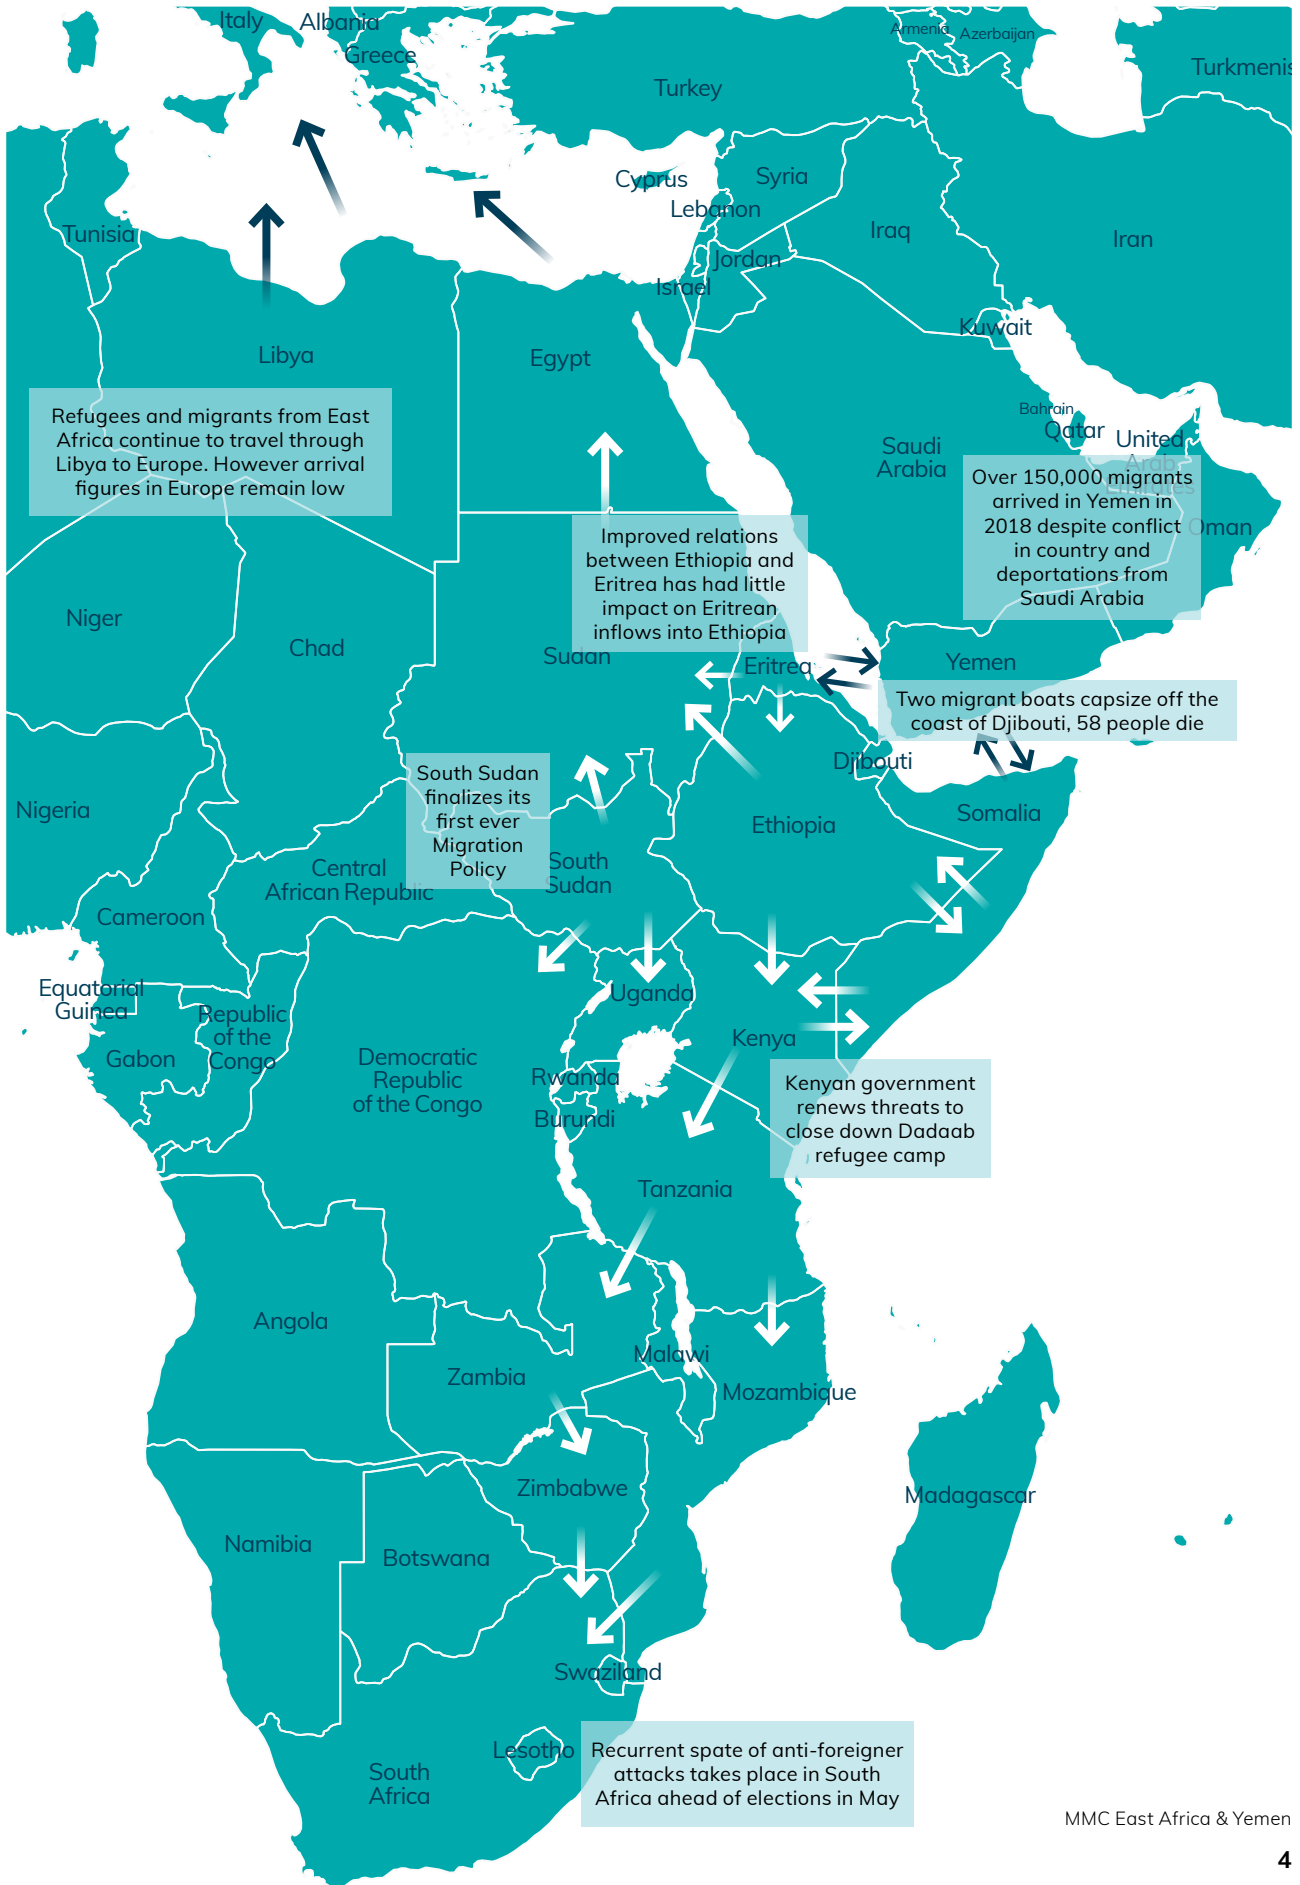 Italy
Albania
Greece
Armenia
Azerbaijan
Turkmenis
Turkey
Cyprus
Syria
Lebanon
Tunisia
Iraq
Iran
Jordan
Israel
Kuwait
Libya
Egypt
Bahrain
Qatar
United
Arab
Emirates
Saudi
Arabia
Oman
Refugees and migrants from East
Africa continue to travel through
Libya to Europe. However arrival
figures in Europe remain low
Over 150,000 migrants
arrived in Yemen in
2018 despite conflict
in country and
deportations from
Saudi Arabia
Improved relations
between Ethiopia and
Eritrea has had little
impact on Eritrean
inflows into Ethiopia
Niger
Chad
Sudan
Eritrea
Yemen
Two migrant boats capsize off the
coast of Djibouti, 58 people die
Djibouti
South Sudan
finalizes its
first ever
Migration
Policy
Nigeria
Ethiopia
Somalia
Central
African Republic
South
Sudan
Cameroon
Equatorial
Guinea
Republic
of the
Congo
Gabon
Uganda
Kenya
Democratic
Republic
of the Congo
Rwanda
Burundi
Kenyan government
renews threats to
close down Dadaab
refugee camp
Tanzania
Angola
Malawi
Zambia
Mozambique
Zimbabwe
Madagascar
Namibia
Botswana
Swaziland
Lesotho
South
Africa
Recurrent spate of anti-foreigner
attacks takes place in South
Africa ahead of elections in May
MMC East Africa & Yemen
4